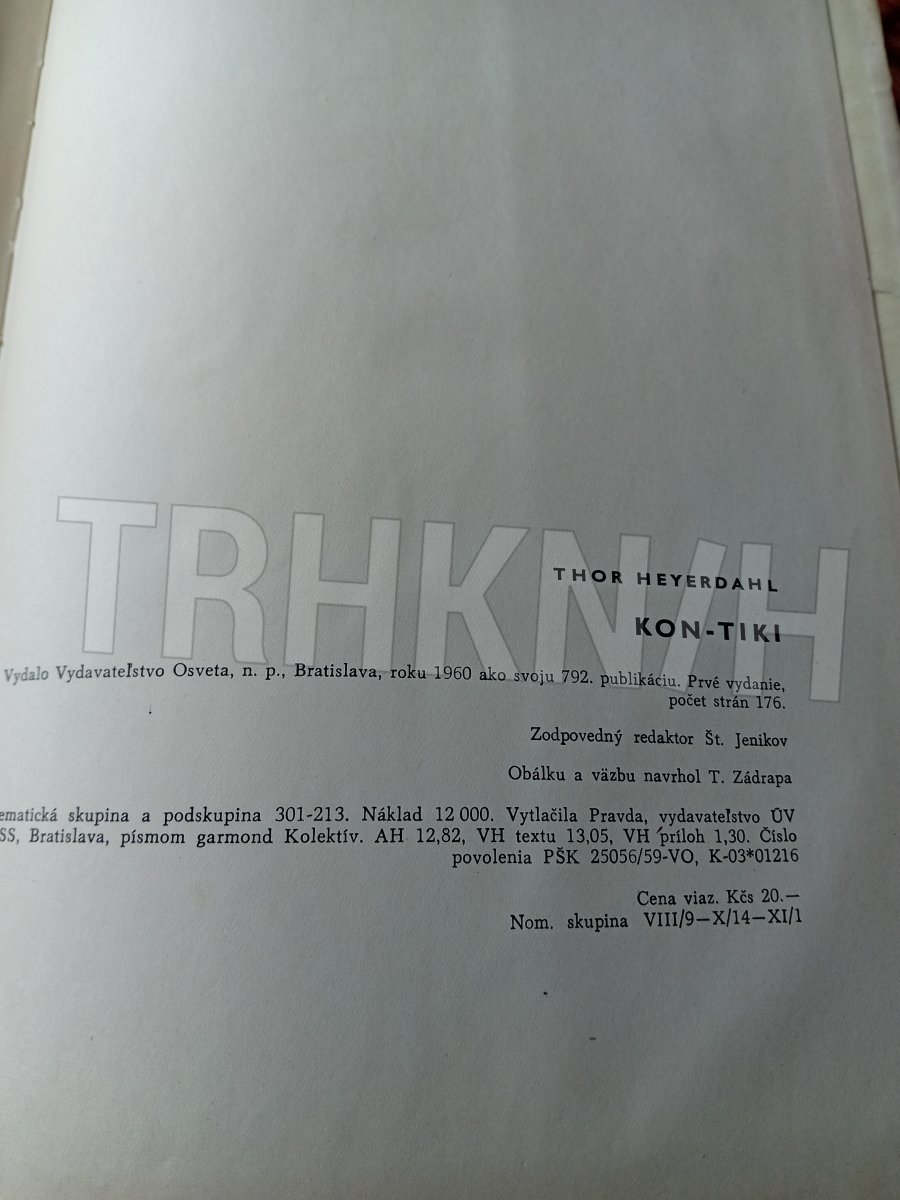 TRHKNIH
THOR HEYERDAHL
KON-TIKI
Vydalo Vydavateľstvo Osveta, n. p., Bratislava, roku 1960 ako svoju 792. publikáciu. Prvé vydanie,
počet strán 176.
Zodpovedný redaktor Št. Jenikov
Obálku a väzbu navrhol T. Zádrapa
ematická skupina a podskupina 301-213. Náklad 12 000. Vytlačila Pravda, vydavateľstvo ÚV
SS, Bratislava, písmom garmond Kolektív. AH 12,82, VH textu 13,05, VH príloh 1,30. Číslo
povolenia PŠK 25056/59-VO, K-03*01216
Cena viaz. Kčs 20.—
Nom. skupina VIII/9—X/14—XI/1